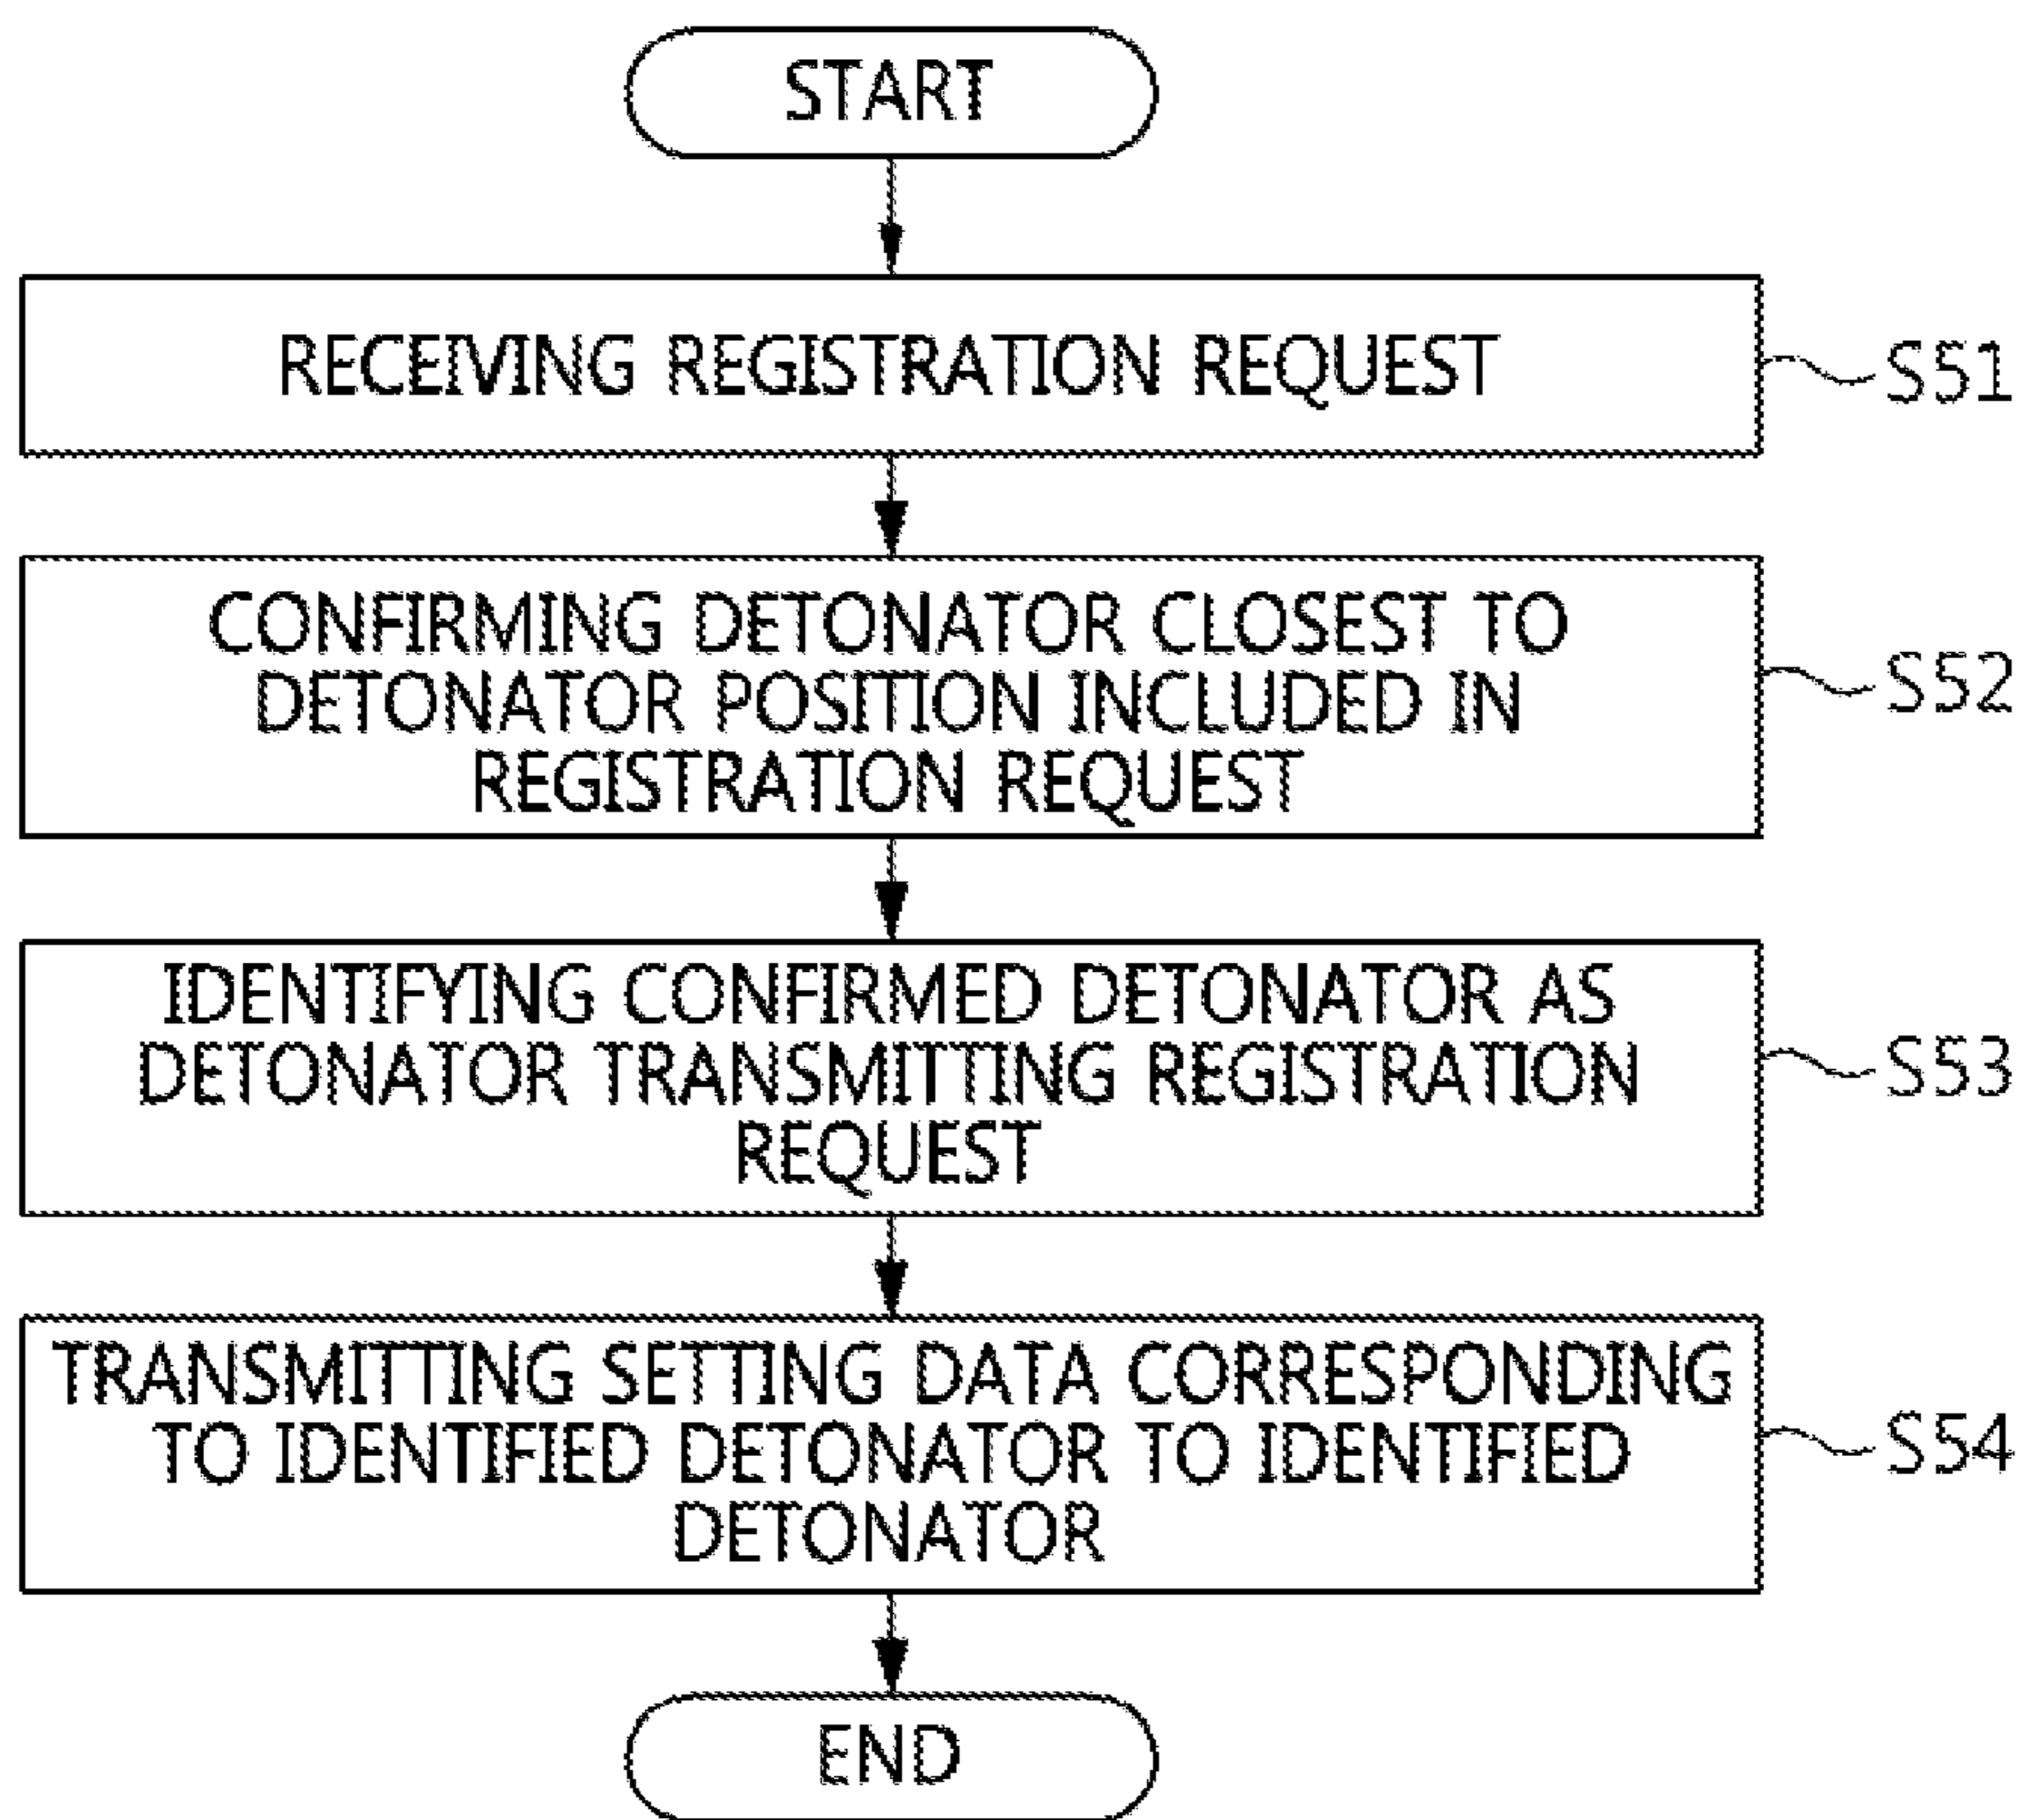 START
RECEIVING REGISTRATION REQUEST
S51
CONFIRMING DETONATOR CLOSEST TO
DETONATOR POSITION INCLUDED IN
REGISTRATION REQUEST
S52
IDENTIFYING CONFIRMED DETONATOR AS
DETONATOR TRANSMITTING REGISTRATION
REQUEST
S53
TRANSMITTING SETTING DATA CORRESPONDING
TO IDENTIFIED DETONATOR TO IDENTIFIED
DETONATOR
S54
END